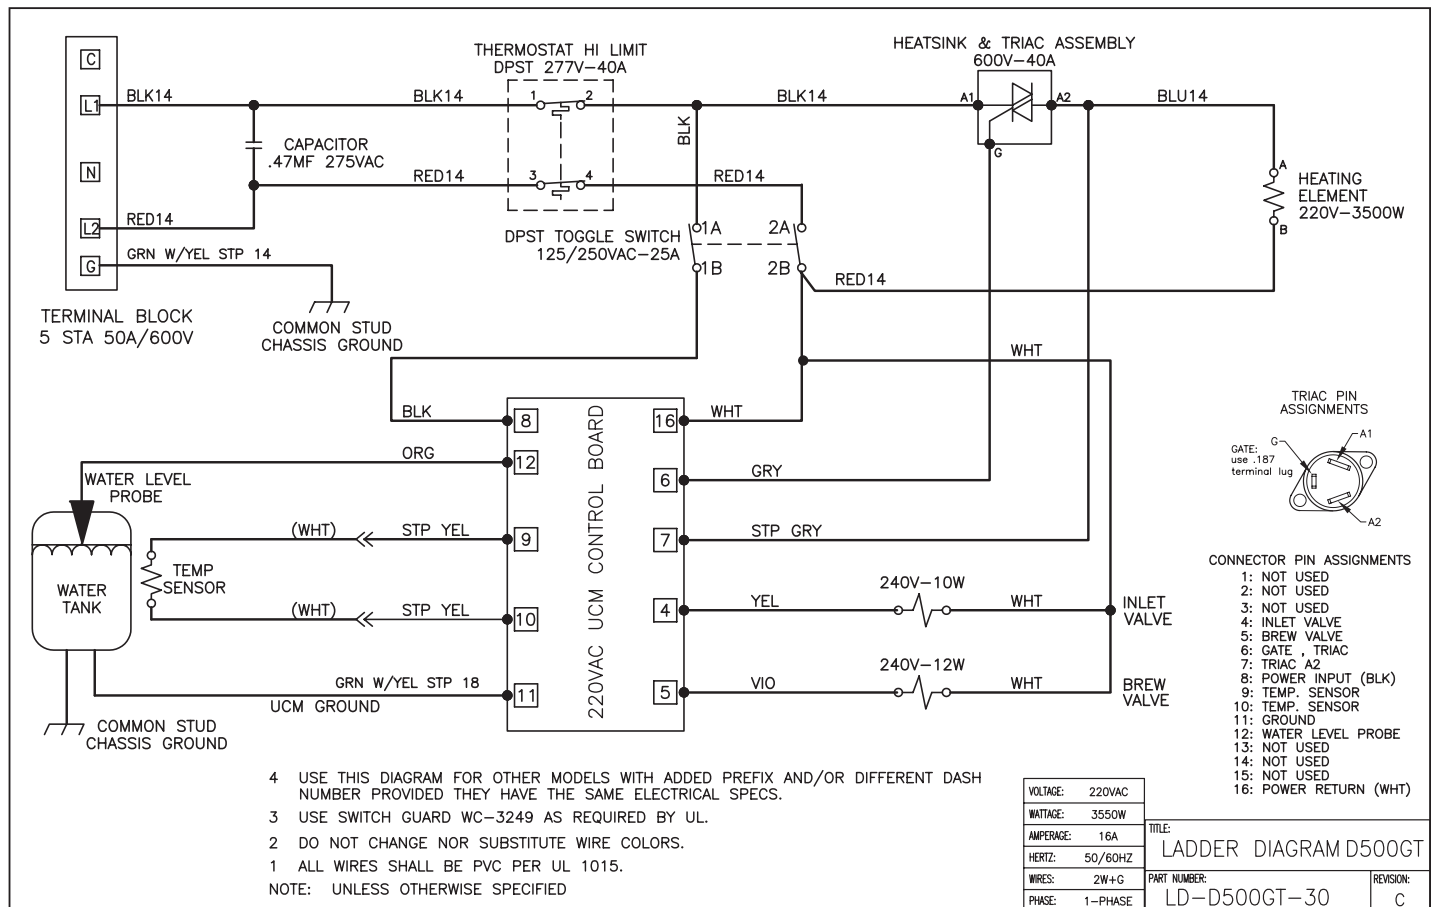 THERMOSTAT HI LIMIT
DPST 277V-40A
HEATSINK & TRIAC ASSEMBLY
600V-40A
C
L1
BLK14
BLK14
1
2
BLK14
A1
A2
G
BLU14
BLK
CAPACITOR
.47MF 275VAC
N
RED14
3
4
RED14
A
HEATING
ELEMENT
220V-3500W
B
L2
RED14
DPST TOGGLE SWITCH
125/250VAC-25A
1A
1B
2A
2B
RED14
G
GRN W/YEL STP 14
TERMINAL BLOCK
5 STA 50A/600V
COMMON STUD
CHASSIS GROUND
WHT
BLK
8
16
WHT
ORG
12
WATER LEVEL
PROBE
6
GRY
(WHT)
STP YEL
9
7
STP GRY
TEMP
SENSOR
WATER
TANK
(WHT)
STP YEL
10
4
YEL
240V-10W
WHT
INLET
VALVE
GRN W/YEL STP 18
UCM GROUND
11
5
VIO
240V-12W
WHT
BREW
VALVE
220VAC UCM CONTROL BOARD
COMMON STUD
CHASSIS GROUND
TRIAC PIN
ASSIGNMENTS
G
A1
GATE:
use .187
terminal lug
A2
CONNECTOR PIN ASSIGNMENTS
1: NOT USED
2: NOT USED
3: NOT USED
4: INLET VALVE
5: BREW VALVE
6: GATE , TRIAC
7: TRIAC A2
8: POWER INPUT (BLK)
9: TEMP. SENSOR
10: TEMP. SENSOR
11: GROUND
12: WATER LEVEL PROBE
13: NOT USED
14: NOT USED
15: NOT USED
16: POWER RETURN (WHT)
4 USE THIS DIAGRAM FOR OTHER MODELS WITH ADDED PREFIX AND/OR DIFFERENT DASH
NUMBER PROVIDED THEY HAVE THE SAME ELECTRICAL SPECS.
3 USE SWITCH GUARD WC-3249 AS REQUIRED BY UL.
2 DO NOT CHANGE NOR SUBSTITUTE WIRE COLORS.
1 ALL WIRES SHALL BE PVC PER UL 1015.
NOTE: UNLESS OTHERWISE SPECIFIED
VOLTAGE: 220VAC
WATTAGE: 3550W
AMPERAGE: 16A
HERTZ: 50/60HZ
WIRES: 2W+G
PHASE: 1-PHASE
TITLE:
LADDER DIAGRAM D500GT
PART NUMBER:
LD-D500GT-30
REVISION:
C